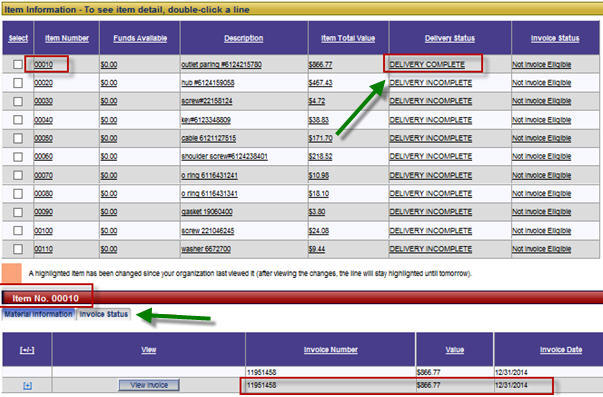 Item Information - To see item detail, double-click a line
Select Item Number Funds Available Description Item Total Value Delivery Status Invoice Status
00010 $0.00 outlet paring #6124215780 $866.77 DELIVERY COMPLETE Not Invoice Eligible
00020 $0.00 hub #6124159058 $467.43 DELIVERY INCOMPLETE Not Invoice Eligible
00030 $0.00 screw#22158124 $4.72 DELIVERY INCOMPLETE Not Invoice Eligible
00040 $0.00 key#6123348809 $38.83 DELIVERY INCOMPLETE Not Invoice Eligible
00050 $0.00 cable 6121127515 $171.70 DELIVERY INCOMPLETE Not Invoice Eligible
00060 $0.00 shoulder screw#6124238401 $218.52 DELIVERY INCOMPLETE Not Invoice Eligible
00070 $0.00 o ring 6116431241 $10.98 DELIVERY INCOMPLETE Not Invoice Eligible
00080 $0.00 o ring 6116431341 $18.10 DELIVERY INCOMPLETE Not Invoice Eligible
00090 $0.00 gasket 19060400 $3.80 DELIVERY INCOMPLETE Not Invoice Eligible
00100 $0.00 screw 221046245 $24.08 DELIVERY INCOMPLETE Not Invoice Eligible
00110 $0.00 washer 6672700 $9.44 DELIVERY INCOMPLETE Not Invoice Eligible
A highlighted item has been changed since your organization last viewed it (after viewing the changes, the line will stay highlighted until tomorrow).
Item No. 00010
Material Information Invoice Status
[+/-] View Invoice Number Value Invoice Date
11951458 $866.77 12/31/2014
[+] View Invoice 11951458 $866.77 12/31/2014